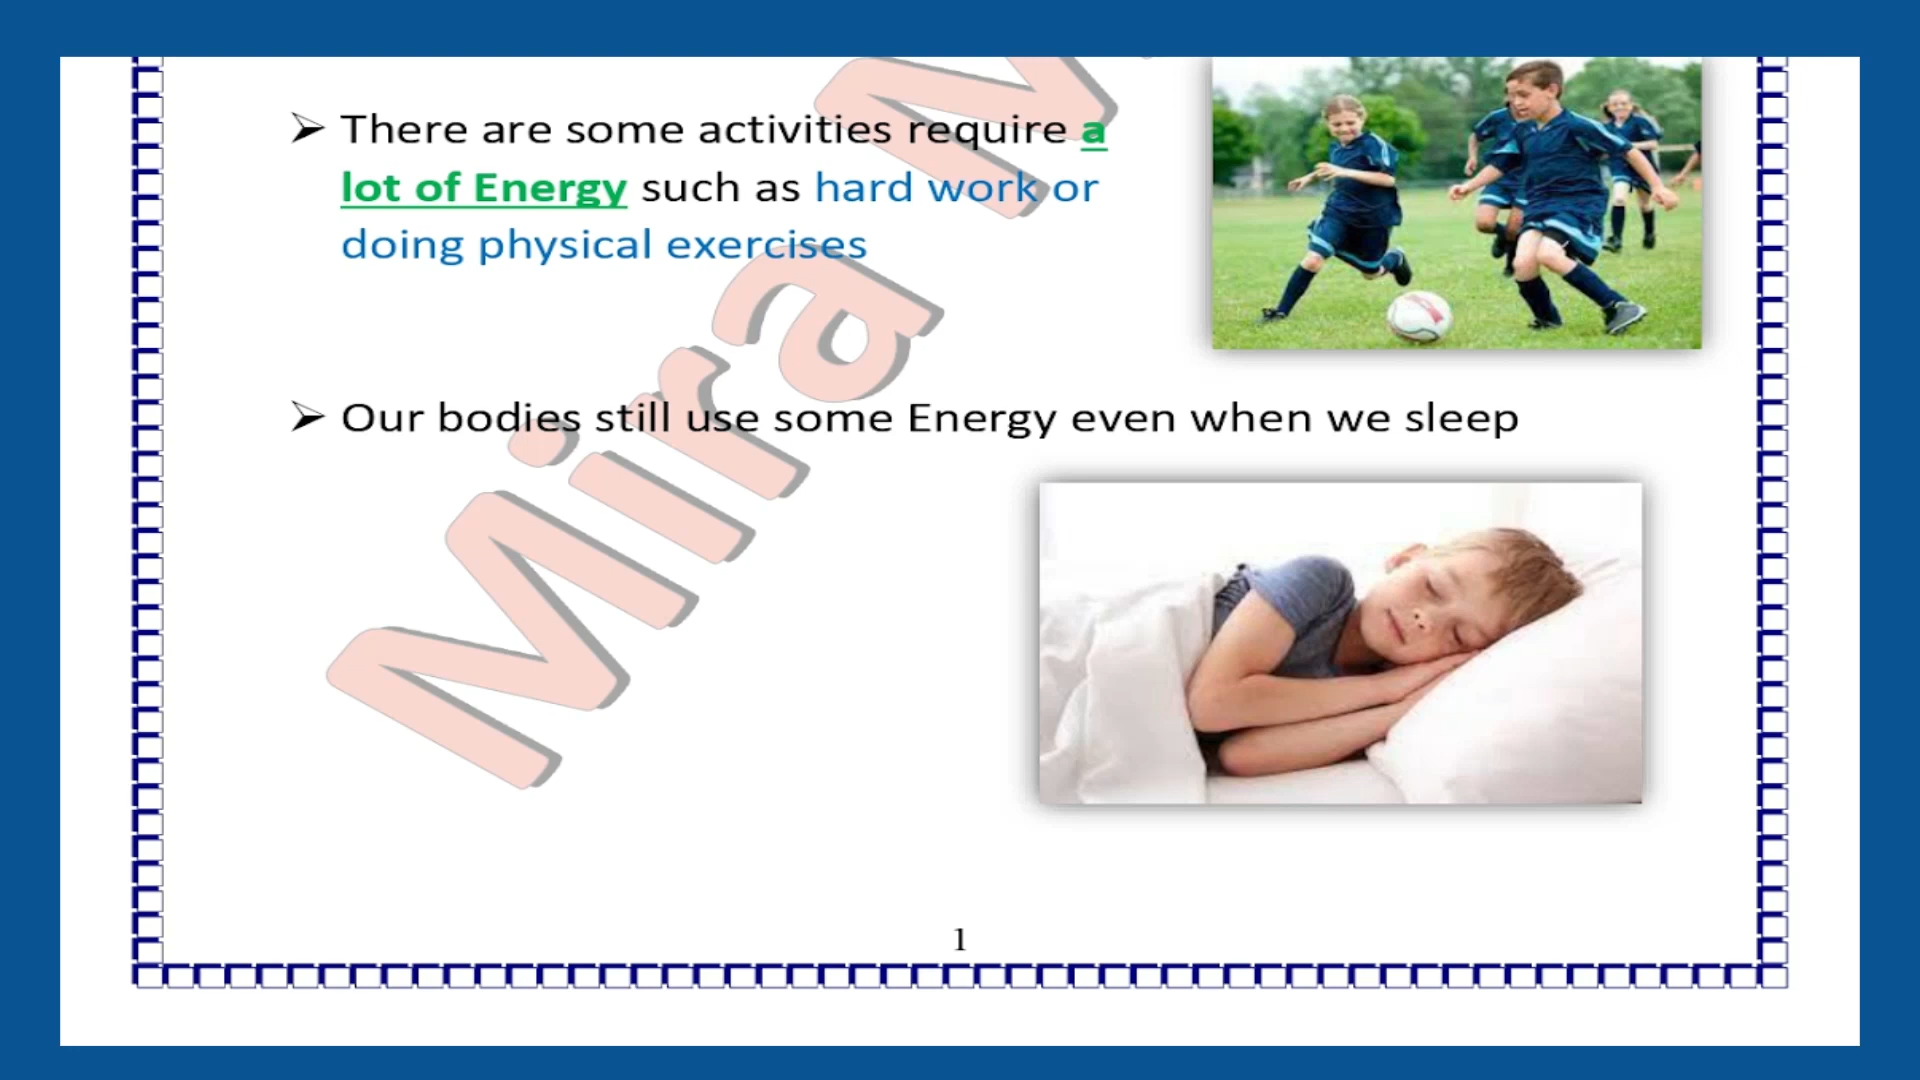 ➢ There are some activities require a
lot of Energy such as hard work or
doing physical exercises
➢ Our bodies still use some Energy even when we sleep
Mira M
1